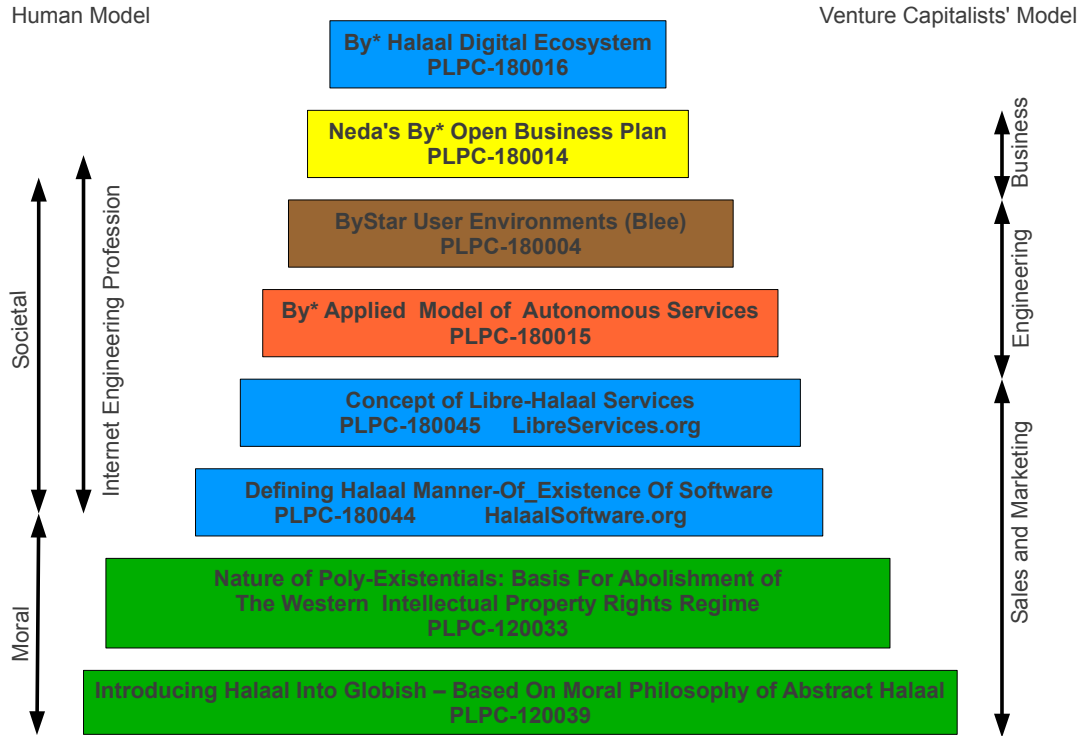 Human Model
Venture Capitalists' Model
By* Halaal Digital Ecosystem
PLPC-180016
Neda's By* Open Business Plan
PLPC-180014
ByStar User Environments (Blee)
PLPC-180004
By* Applied Model of Autonomous Services
PLPC-180015
Concept of Libre-Halaal Services
PLPC-180045 LibreServices.org
Defining Halaal Manner-Of_Existence Of Software
PLPC-180044 HalaalSoftware.org
Nature of Poly-Existentials: Basis For Abolishment of
The Western Intellectual Property Rights Regime
PLPC-120033
Introducing Halaal Into Globish – Based On Moral Philosophy of Abstract Halaal
PLPC-120039
Societal
Moral
Internet Engineering Profession
Business
Engineering
Sales and Marketing